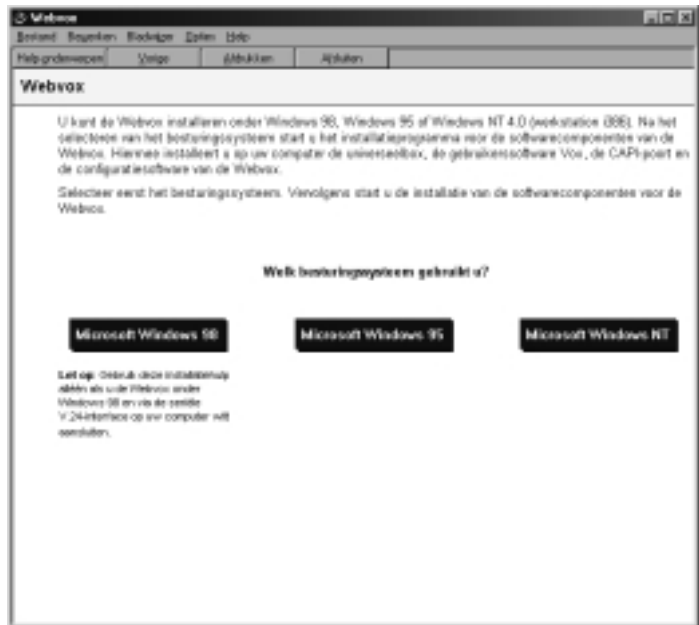 Webvox
Bestand Bewerken Bladwijzer Opties Help
Help-onderwerpen Vorige Afdrukken Afsluiten
Webvox
U kunt de Webvox installeren onder Windows 98, Windows 95 of Windows NT 4.0 (workstation i386). Na het
selecteren van het besturingssysteem start u het installatieprogramma voor de softwarecomponenten van de
Webvox. Hiermee installeert u op uw computer de universeelbox, de gebruikerssoftware Vox, de CAPI-poort en
de configuratiesoftware van de Webvox.
Selecteer eerst het besturingssysteem. Vervolgens start u de installatie van de softwarecomponenten voor de
Webvox.
Welk besturingssysteem gebruikt u?
Microsoft Windows 98 Microsoft Windows 95 Microsoft Windows NT
Let op: Gebruik deze installatiehulp
alléén als u de Webvox onder
Windows 98 en via de seriële
V.24-interface op uw computer wilt
aansluiten.